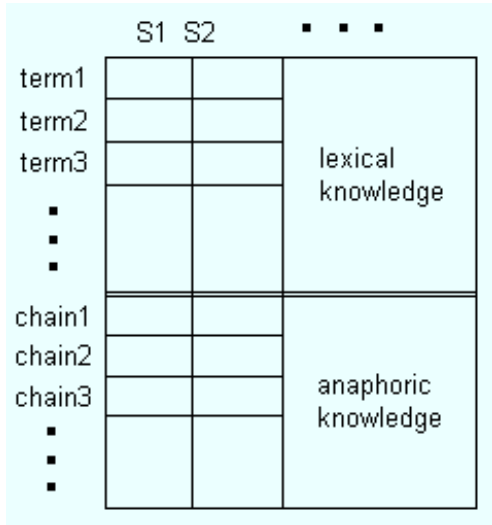 S1 S2 . . .
term1
term2
term3
lexical
knowledge
chain1
chain2
chain3
anaphoric
knowledge